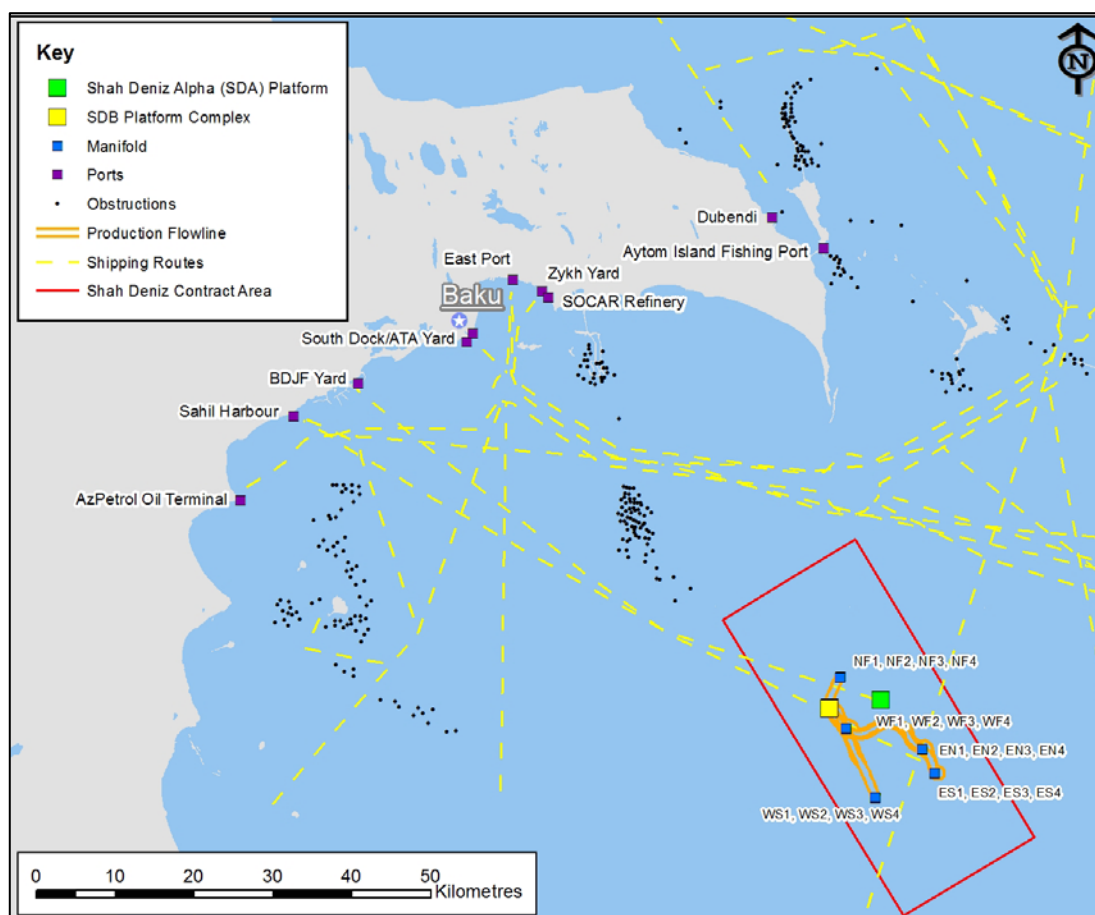 Key
Shah Deniz Alpha (SDA) Platform
SDB Platform Complex
Manifold
Ports
Obstructions
Production Flowline
Shipping Routes
Shah Deniz Contract Area
N
Dubendi
Aytom Island Fishing Port
East Port
Zykh Yard
SOCAR Refinery
Baku
South Dock/ATA Yard
BDJF Yard
Sahil Harbour
AzPetrol Oil Terminal
NF1, NF2, NF3, NF4
WF1, WF2, WF3, WF4
EN1, EN2, EN3, EN4
ES1, ES2, ES3, ES4
WS1, WS2, WS3, WS4
0 10 20 30 40 50
Kilometres